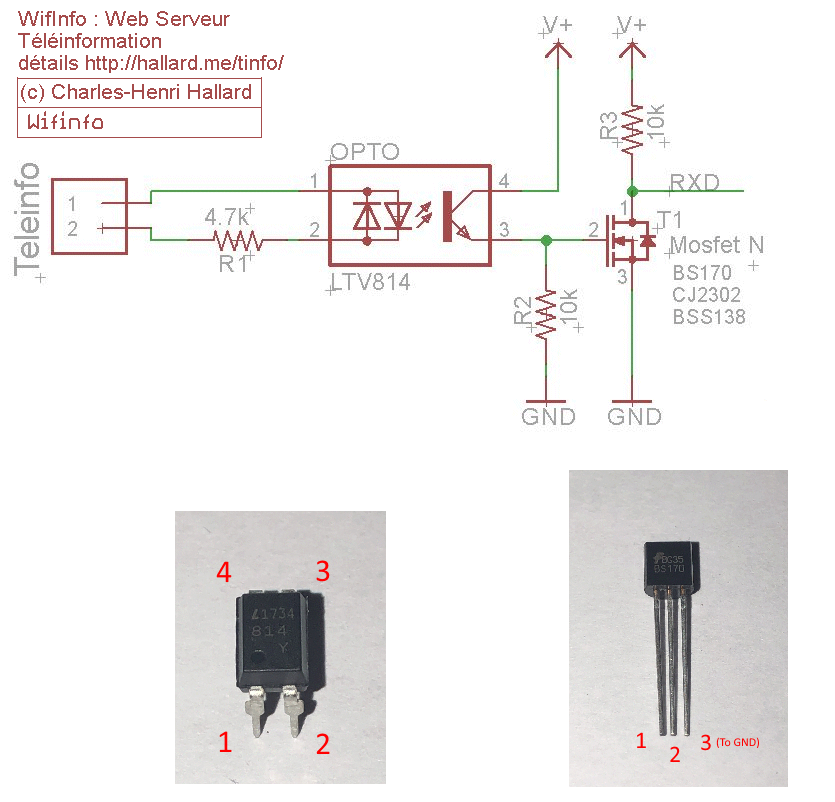 WifInfo : Web Serveur
Téléinformation
détails http://hallard.me/tinfo/
(c) Charles-Henri Hallard
Wifinfo
V+
V+
R3
10k
OPTO
Teleinfo
1
2
1
2
4
3
4.7k
R1
LTV814
RXD
1
2
3
T1
Mosfet N
BS170
CJ2302
BSS138
R2
10k
GND
GND
4
3
L1734
814
Y
1
2
BG35
BS170
1
2
3 (To GND)